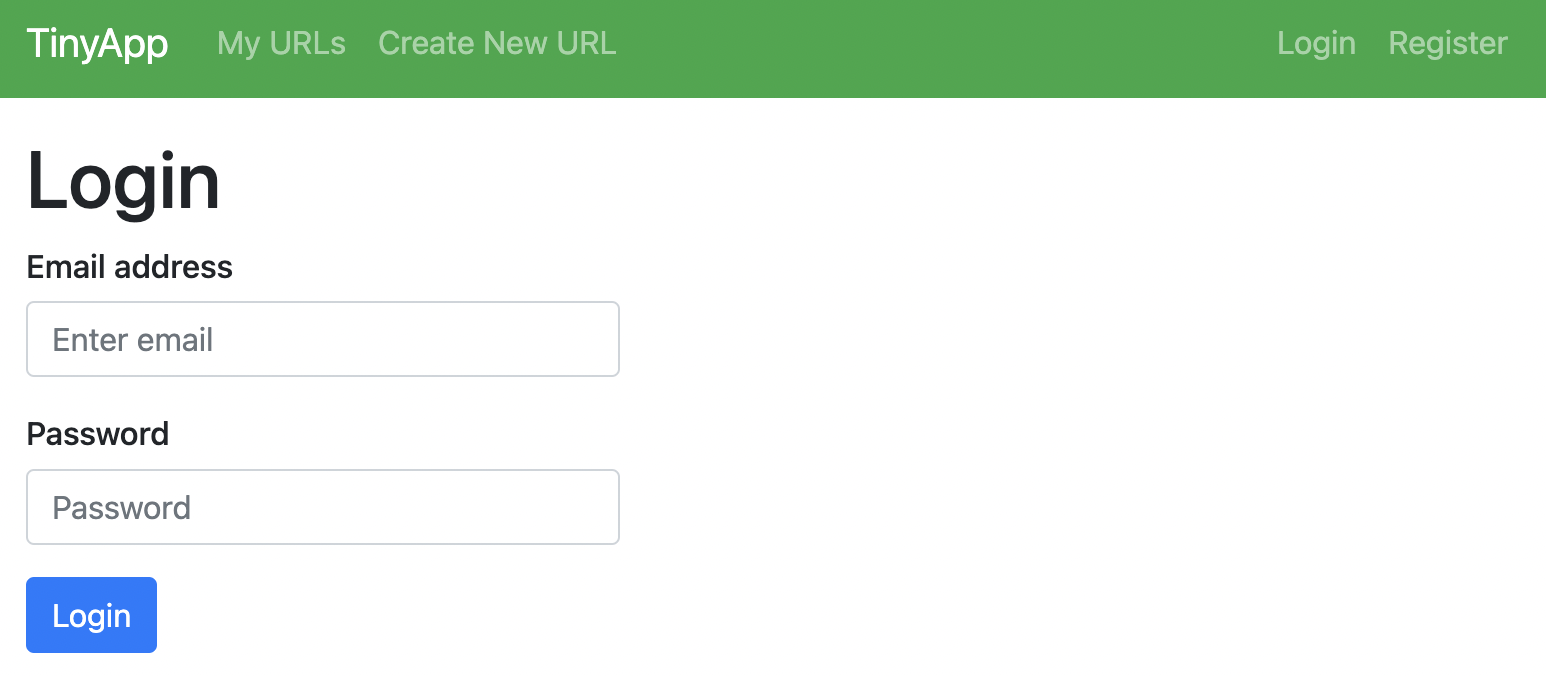 TinyApp My URLs Create New URL Login Register
Login
Email address
Enter email
Password
Password
Login